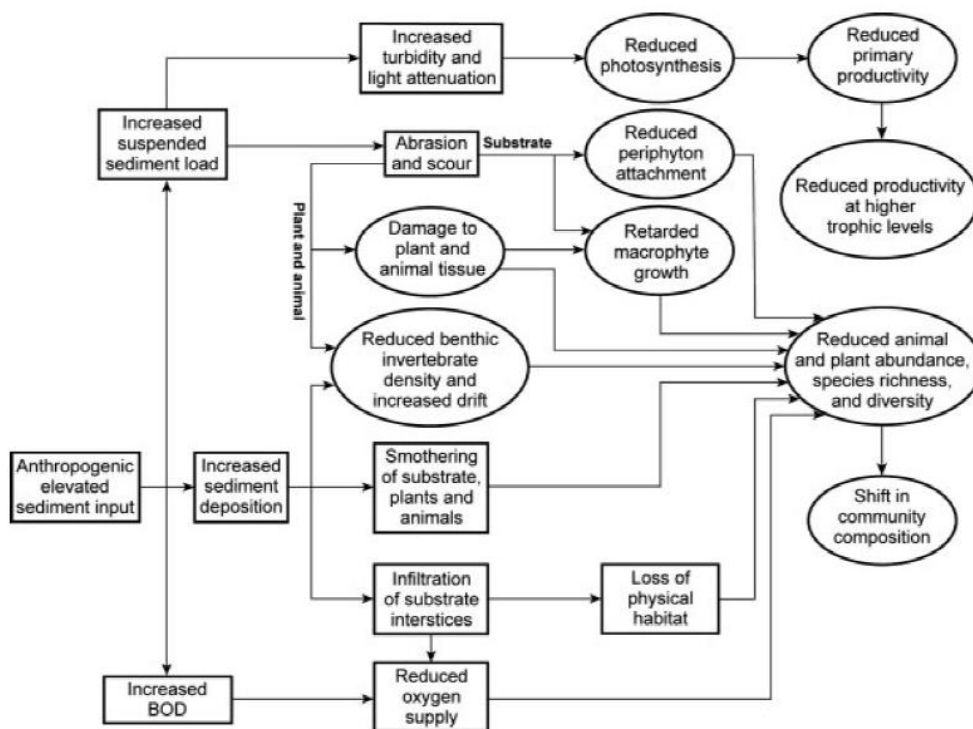 Increased
turbidity and
light attenuation
Reduced
photosynthesis
Reduced
primary
productivity
Increased
suspended
sediment load
Abrasion
and scour
Substrate
Reduced
periphyton
attachment
Reduced productivity
at higher
trophic levels
Plant and animal
Damage to
plant and
animal tissue
Retarded
macrophyte
growth
Reduced benthic
invertebrate
density and
increased drift
Reduced animal
and plant abundance,
species richness,
and diversity
Anthropogenic
elevated
sediment input
Increased
sediment
deposition
Smothering
of substrate,
plants and
animals
Shift in
community
composition
Infiltration
of substrate
interstices
Loss of
physical
habitat
Increased
BOD
Reduced
oxygen
supply